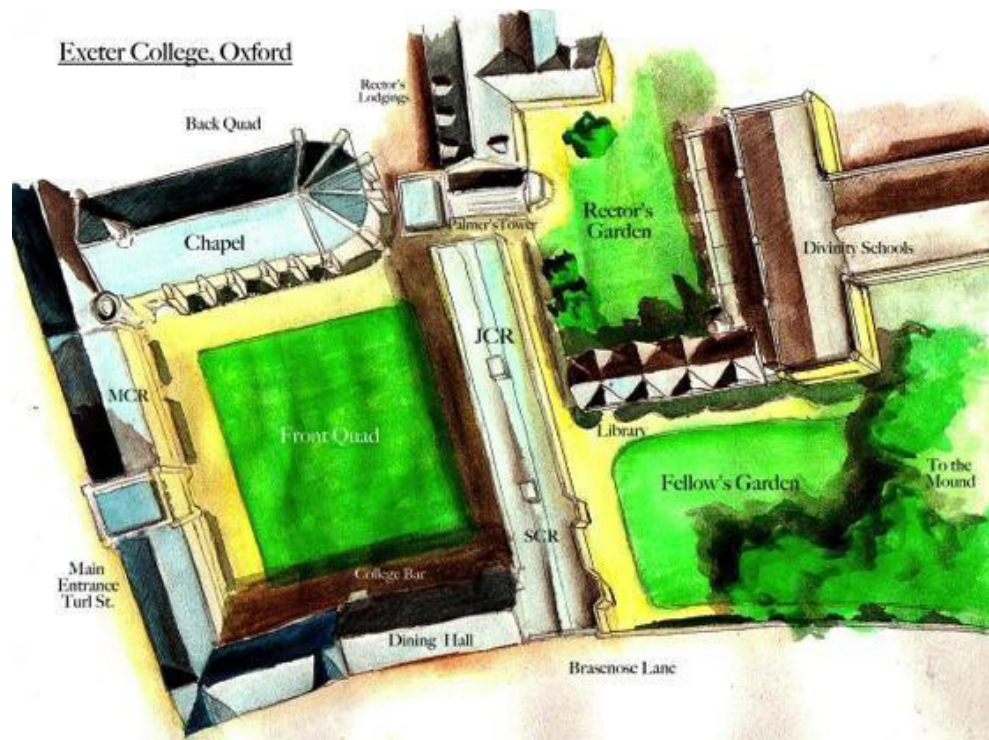 Exeter College, Oxford
Rector's
Lodgings
Back Quad
Palmer's Tower
Rector's
Garden
Chapel
Divinity Schools
JCR
MCR
Front Quad
Library
To the
Mound
Fellow's Garden
SCR
Main
Entrance
Turl St.
College Bar
Dining Hall
Brasenose Lane